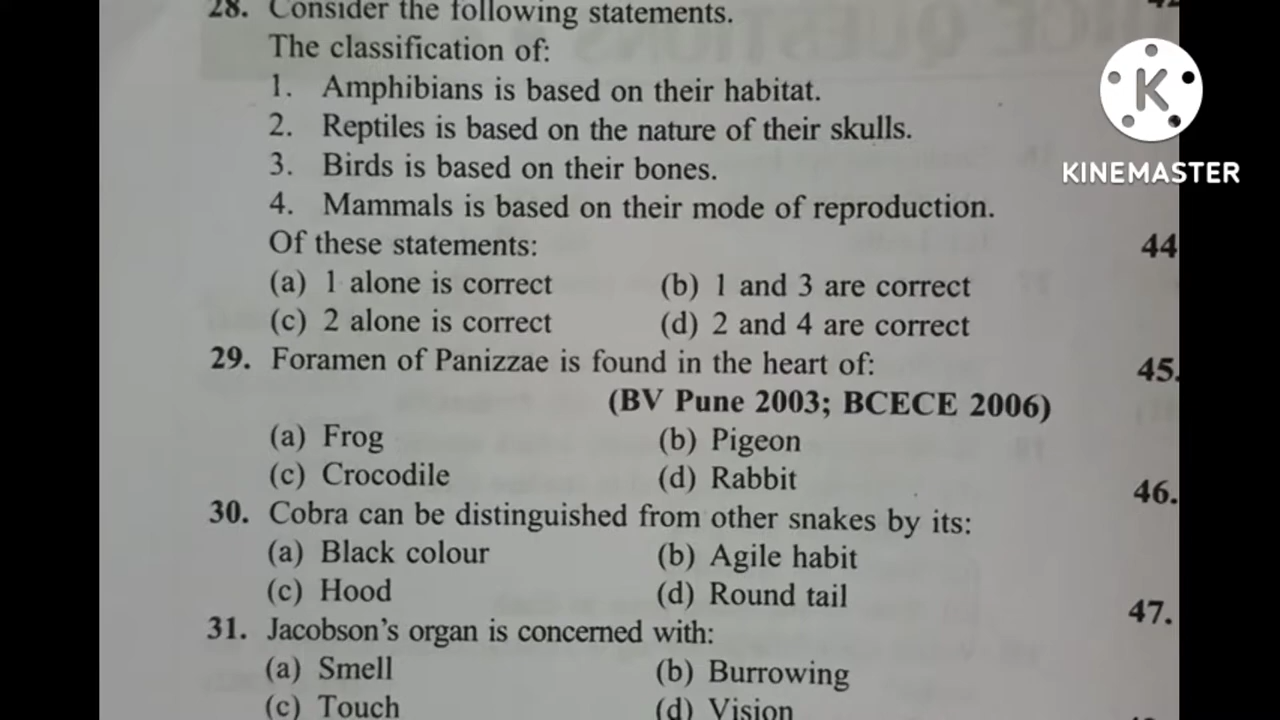 28. Consider the following statements.
The classification of:
1. Amphibians is based on their habitat.
2. Reptiles is based on the nature of their skulls.
3. Birds is based on their bones.
4. Mammals is based on their mode of reproduction.
Of these statements:
(a) 1 alone is correct (b) 1 and 3 are correct
(c) 2 alone is correct (d) 2 and 4 are correct
29. Foramen of Panizzae is found in the heart of:
(BV Pune 2003; BCECE 2006)
(a) Frog (b) Pigeon
(c) Crocodile (d) Rabbit
30. Cobra can be distinguished from other snakes by its:
(a) Black colour (b) Agile habit
(c) Hood (d) Round tail
31. Jacobson's organ is concerned with:
(a) Smell (b) Burrowing
(c) Touch (d) Vision
44
45.
46.
47.
K
KINEMASTER